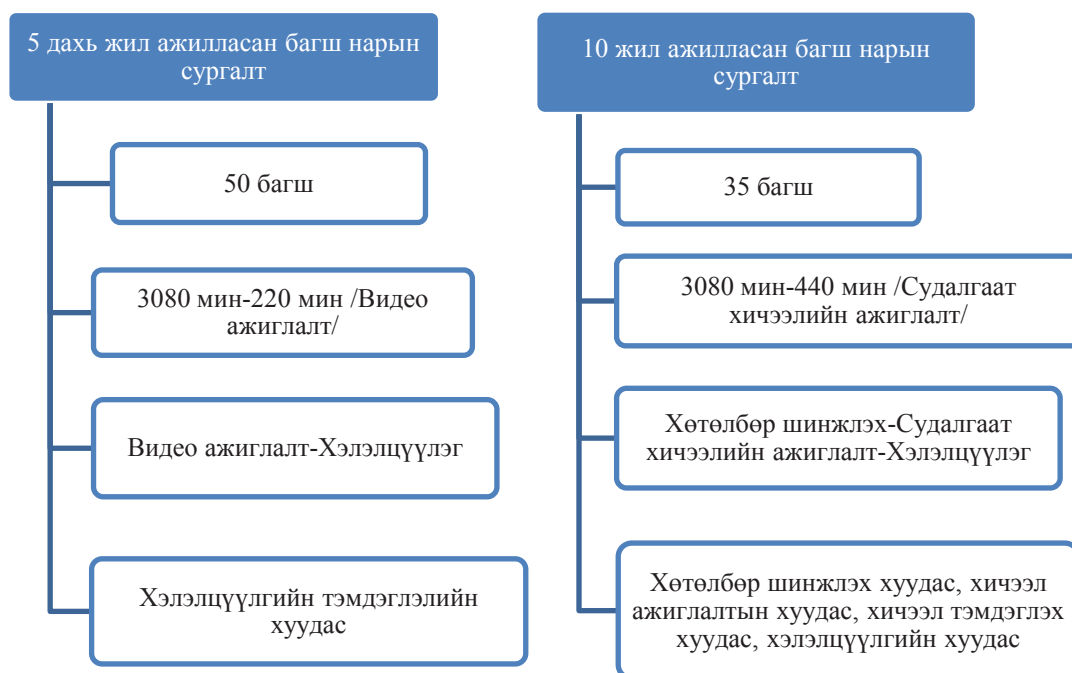 5 дахь жил ажилласан багш нарын
сургалт
50 багш
3080 мин-220 мин /Видео
ажиглалт/
Видео ажиглалт-Хэлэлцүүлэг
Хэлэлцүүлгийн тэмдэглэлийн
хуудас
10 жил ажилласан багш нарын
сургалт
35 багш
3080 мин-440 мин /Судалгаат
хичээлийн ажиглалт/
Хөтөлбөр шинжлэх-Судалгаат
хичээлийн ажиглалт-Хэлэлцүүлэг
Хөтөлбөр шинжлэх хуудас, хичээл
ажиглалтын хуудас, хичээл тэмдэглэх
хуудас, хэлэлцүүлгийн хуудас